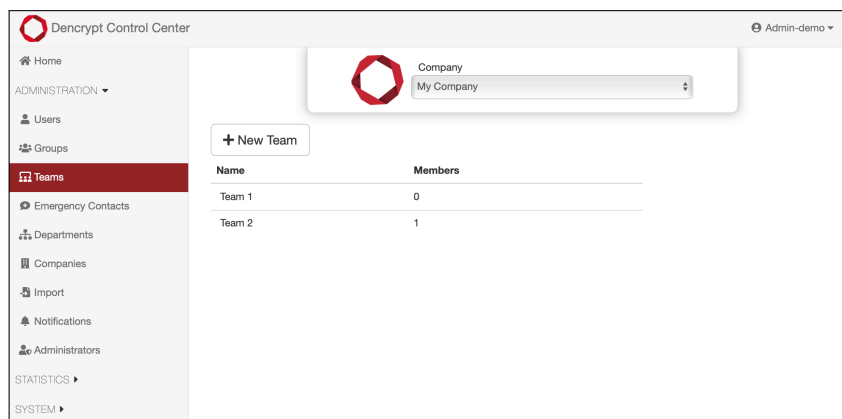 Dencrypt Control Center
Admin-demo
Home
ADMINISTRATION
Users
Groups
Teams
Emergency Contacts
Departments
Companies
Import
Notifications
Administrators
STATISTICS
SYSTEM
Company
My Company
+ New Team
Name Members
Team 1 0
Team 2 1